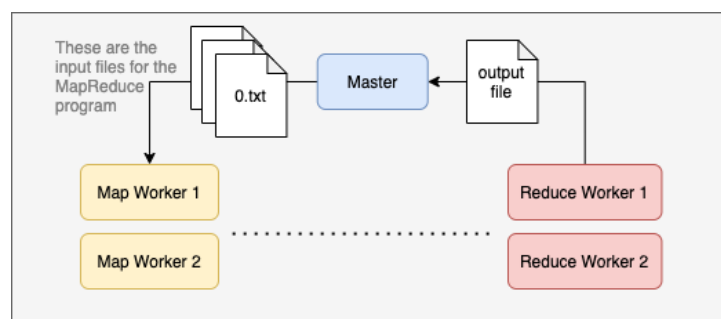 These are the
input files for the
MapReduce
program
0.txt
Master
output
file
Map Worker 1
Reduce Worker 1
Map Worker 2
Reduce Worker 2